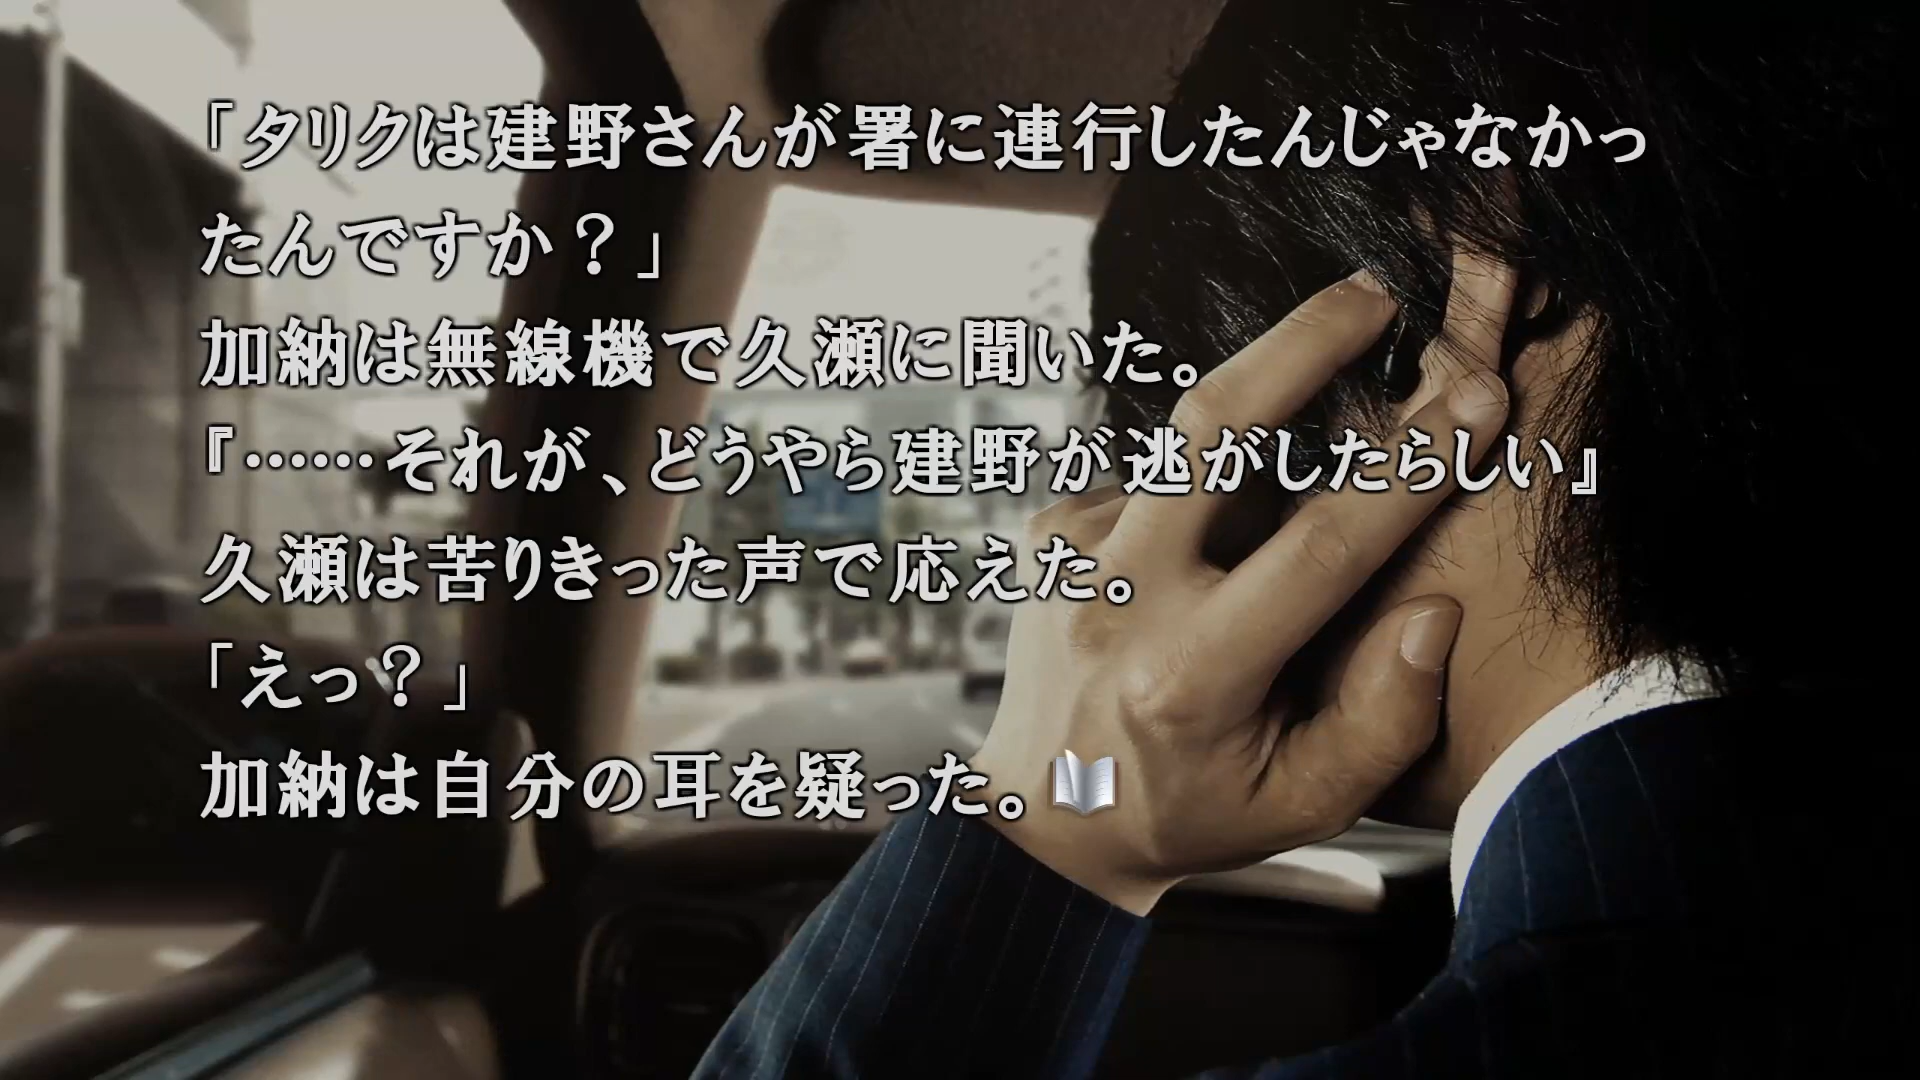 「タリクは建野さんが署に連行したんじゃなかっ
たんですか？」
加納は無線機で久瀬に聞いた。
『……それが、どうやら建野が逃がしたらしい』
久瀬は苦りきった声で応えた。
「えっ？」
加納は自分の耳を疑った。